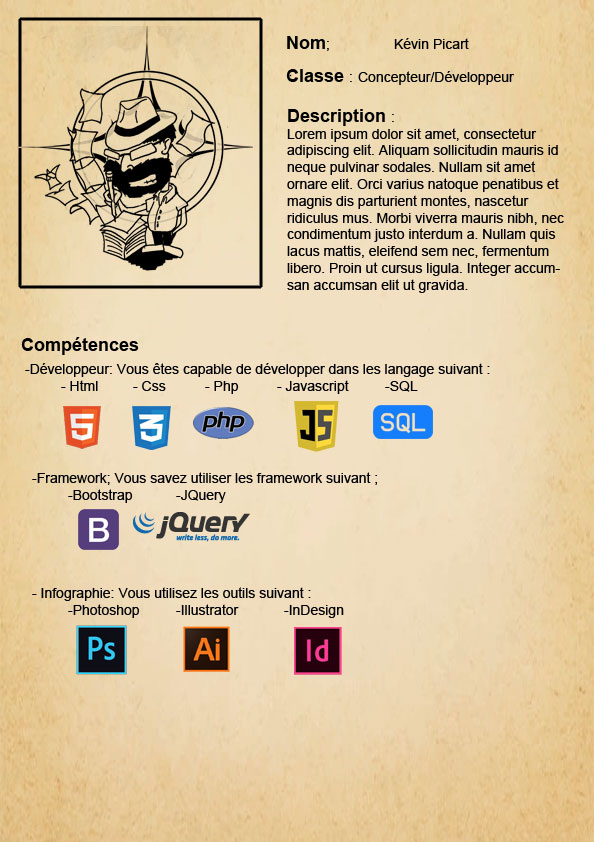 Nom;     Kévin Picart
Classe : Concepteur/Développeur
Description :
Lorem ipsum dolor sit amet, consectetur
adipiscing elit. Aliquam sollicitudin mauris id
neque pulvinar sodales. Nullam sit amet
ornare elit. Orci varius natoque penatibus et
magnis dis parturient montes, nascetur
ridiculus mus. Morbi viverra mauris nibh, nec
condimentum justo interdum a. Nullam quis
lacus mattis, eleifend sem nec, fermentum
libero. Proin ut cursus ligula. Integer accum-
san accumsan elit ut gravida.
Compétences
-Développeur: Vous êtes capable de développer dans les langage suivant :
- Html     - Css     - Php     - Javascript     -SQL
5     3     php     JS     SQL
-Framework; Vous savez utiliser les framework suivant ;
-Bootstrap     -JQuery
B     jQuery
write less, do more.
- Infographie: Vous utilisez les outils suivant :
-Photoshop     -Illustrator     -InDesign
Ps     Ai     Id